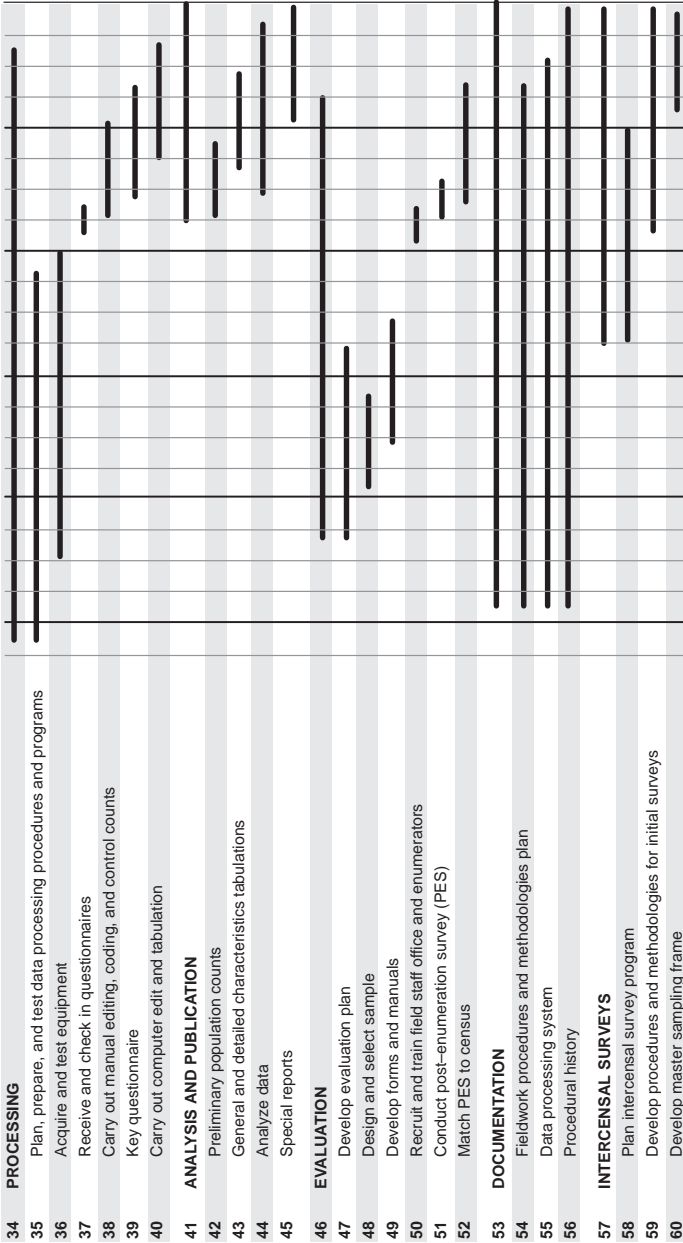 34 PROCESSING
35 Plan, prepare, and test data processing procedures and programs
36 Acquire and test equipment
37 Receive and check in questionnaires
38 Carry out manual editing, coding, and control counts
39 Key questionnaire
40 Carry out computer edit and tabulation
41 ANALYSIS AND PUBLICATION
42 Preliminary population counts
43 General and detailed characteristics tabulations
44 Analyze data
45 Special reports
46 EVALUATION
47 Develop evaluation plan
48 Design and select sample
49 Develop forms and manuals
50 Recruit and train field staff office and enumerators
51 Conduct post–enumeration survey (PES)
52 Match PES to census
53 DOCUMENTATION
54 Fieldwork procedures and methodologies plan
55 Data processing system
56 Procedural history
57 INTERCENSAL SURVEYS
58 Plan intercensal survey program
59 Develop procedures and methodologies for initial surveys
60 Develop master sampling frame